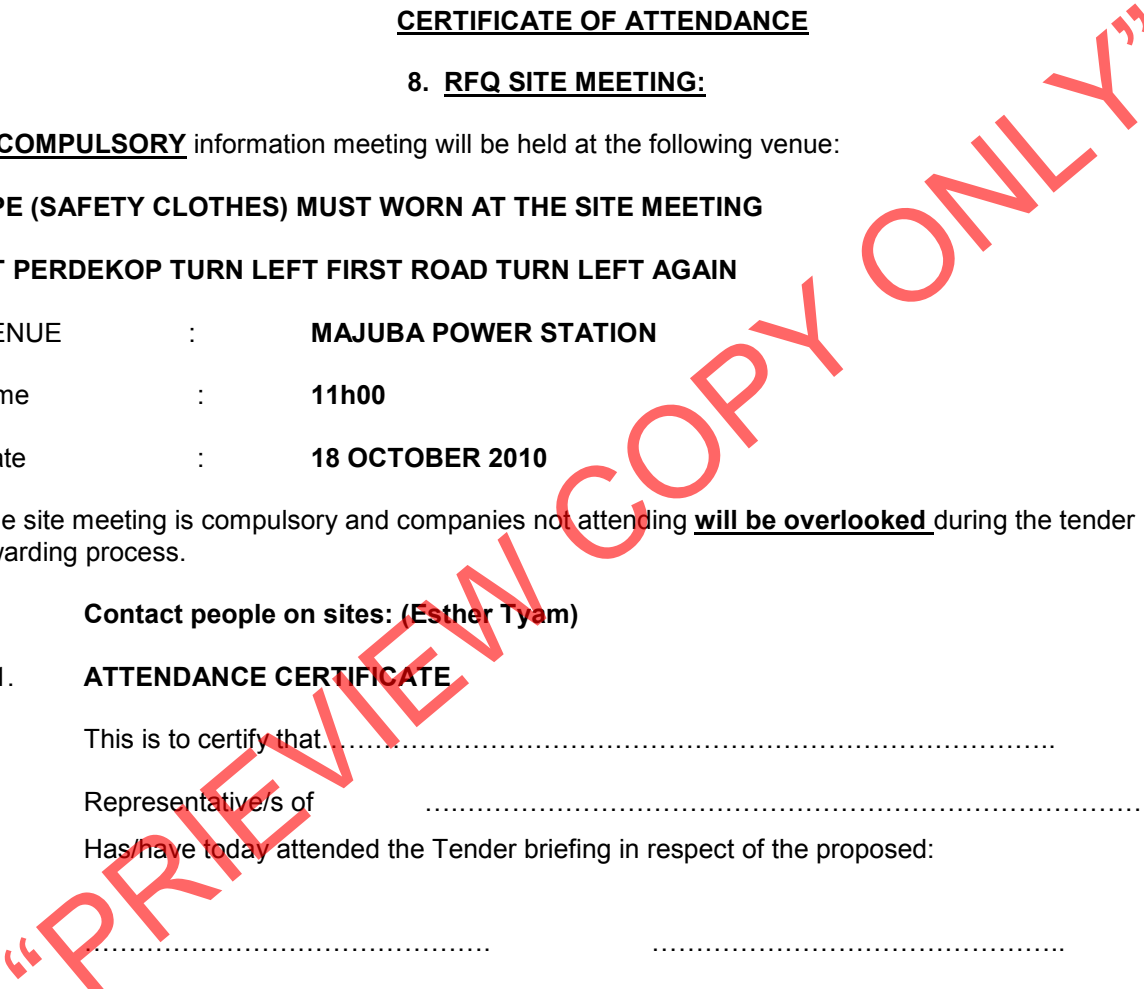 CERTIFICATE OF ATTENDANCE
8. RFQ SITE MEETING:
COMPULSORY information meeting will be held at the following venue:
PE (SAFETY CLOTHES) MUST WORN AT THE SITE MEETING
T PERDEKOP TURN LEFT FIRST ROAD TURN LEFT AGAIN
ENUE : MAJUBA POWER STATION
me : 11h00
ate : 18 OCTOBER 2010
e site meeting is compulsory and companies not attending will be overlooked during the tender
warding process.
Contact people on sites: (Esther Tyam)
1. ATTENDANCE CERTIFICATE
This is to certify that…………………………………………………………………………..
Representative/s of …………………………………………………………………………
Has/have today attended the Tender briefing in respect of the proposed:
………………………………………. ………………………………………..
“PRIEVIEW COPY ONLY”